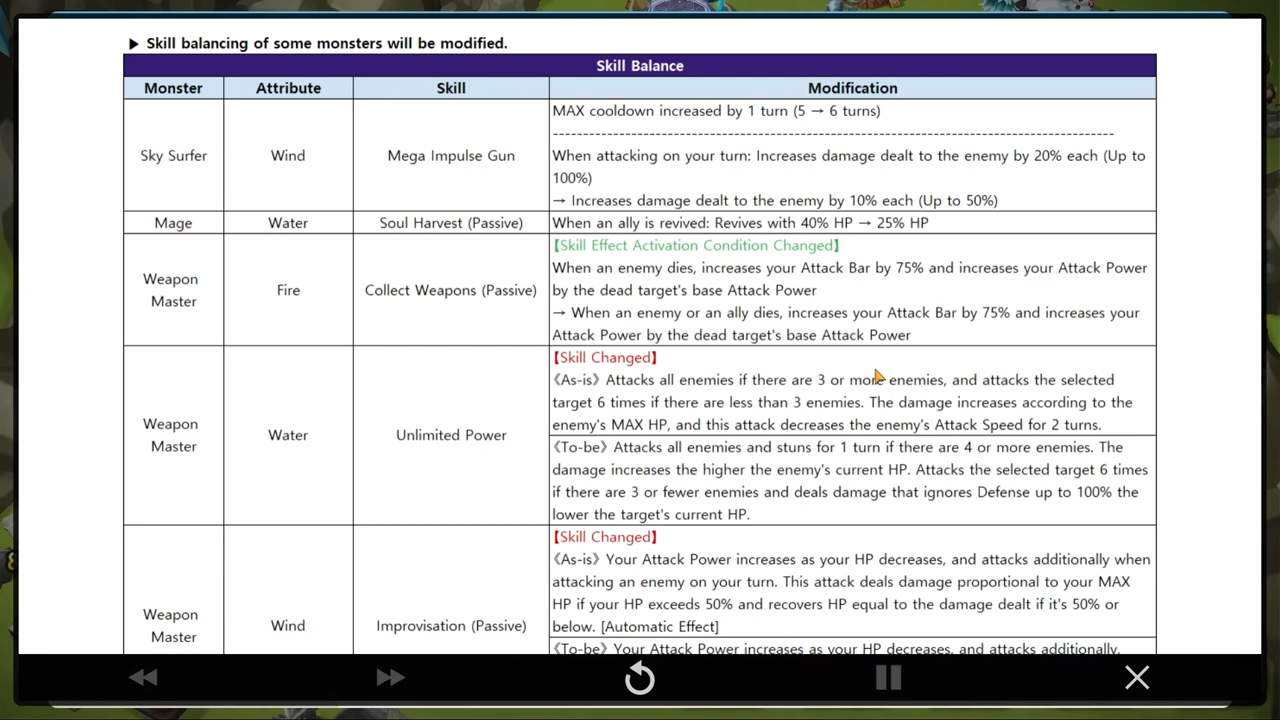 ▶ Skill balancing of some monsters will be modified.
Skill Balance
Monster Attribute Skill Modification
Sky Surfer Wind Mega Impulse Gun
MAX cooldown increased by 1 turn (5 → 6 turns)
----------------------------------------------------------------------------------------------
When attacking on your turn: Increases damage dealt to the enemy by 20% each (Up to
100%)
→ Increases damage dealt to the enemy by 10% each (Up to 50%)
Mage Water Soul Harvest (Passive) When an ally is revived: Revives with 40% HP → 25% HP
Weapon
Master
Fire Collect Weapons (Passive)
【Skill Effect Activation Condition Changed】
When an enemy dies, increases your Attack Bar by 75% and increases your Attack Power
by the dead target's base Attack Power
→ When an enemy or an ally dies, increases your Attack Bar by 75% and increases your
Attack Power by the dead target's base Attack Power
Weapon
Master
Water Unlimited Power
【Skill Changed】
《As-is》 Attacks all enemies if there are 3 or more enemies, and attacks the selected
target 6 times if there are less than 3 enemies. The damage increases according to the
enemy's MAX HP, and this attack decreases the enemy's Attack Speed for 2 turns.
《To-be》 Attacks all enemies and stuns for 1 turn if there are 4 or more enemies. The
damage increases the higher the enemy's current HP. Attacks the selected target 6 times
if there are 3 or fewer enemies and deals damage that ignores Defense up to 100% the
lower the target's current HP.
Weapon
Master
Wind Improvisation (Passive)
【Skill Changed】
《As-is》 Your Attack Power increases as your HP decreases, and attacks additionally when
attacking an enemy on your turn. This attack deals damage proportional to your MAX
HP if your HP exceeds 50% and recovers HP equal to the damage dealt if it's 50% or
below. [Automatic Effect]
《To-be》 Your Attack Power increases as your HP decreases, and attacks additionally.